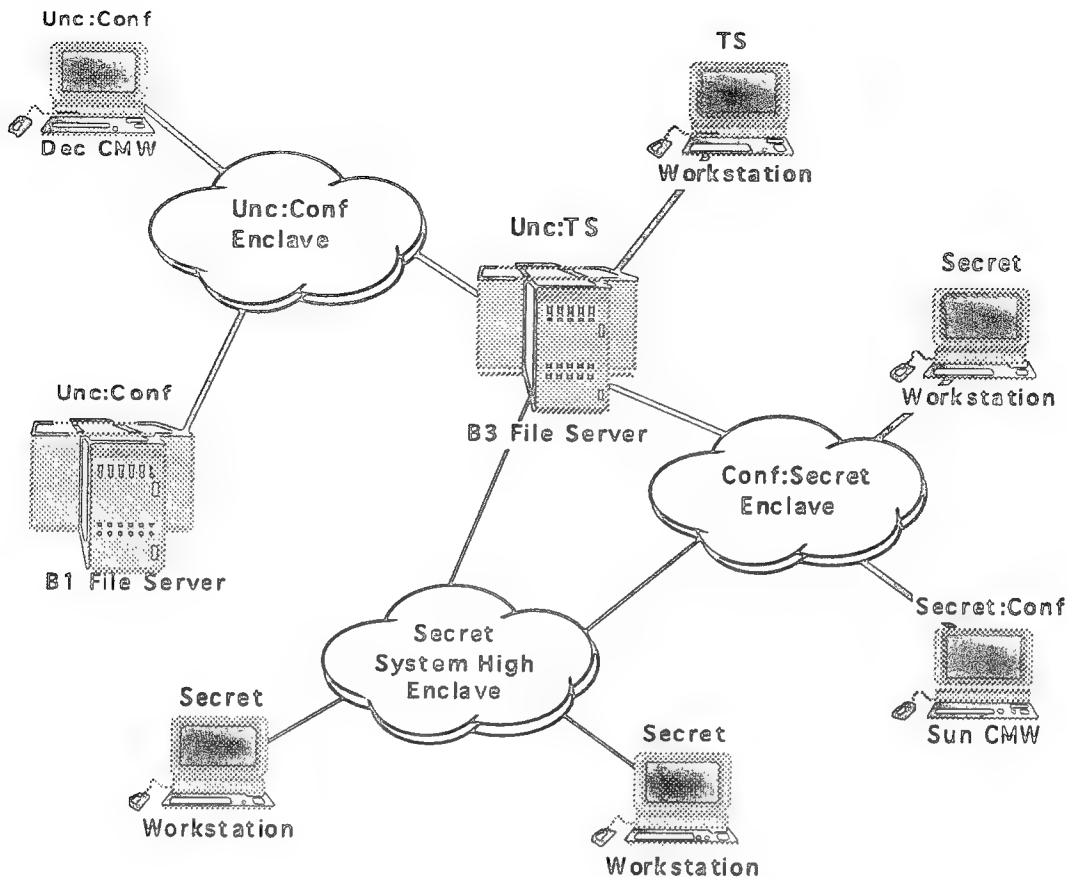 Unc:Conf
Dec CMW
TS
Workstation
Unc:Conf
Enclave
Unc:TS
B3 File Server
Secret
Workstation
Unc:Conf
B1 File Server
Conf:Secret
Enclave
Secret
System High
Enclave
Secret:Conf
Sun CMW
Secret
Workstation
Secret
Workstation